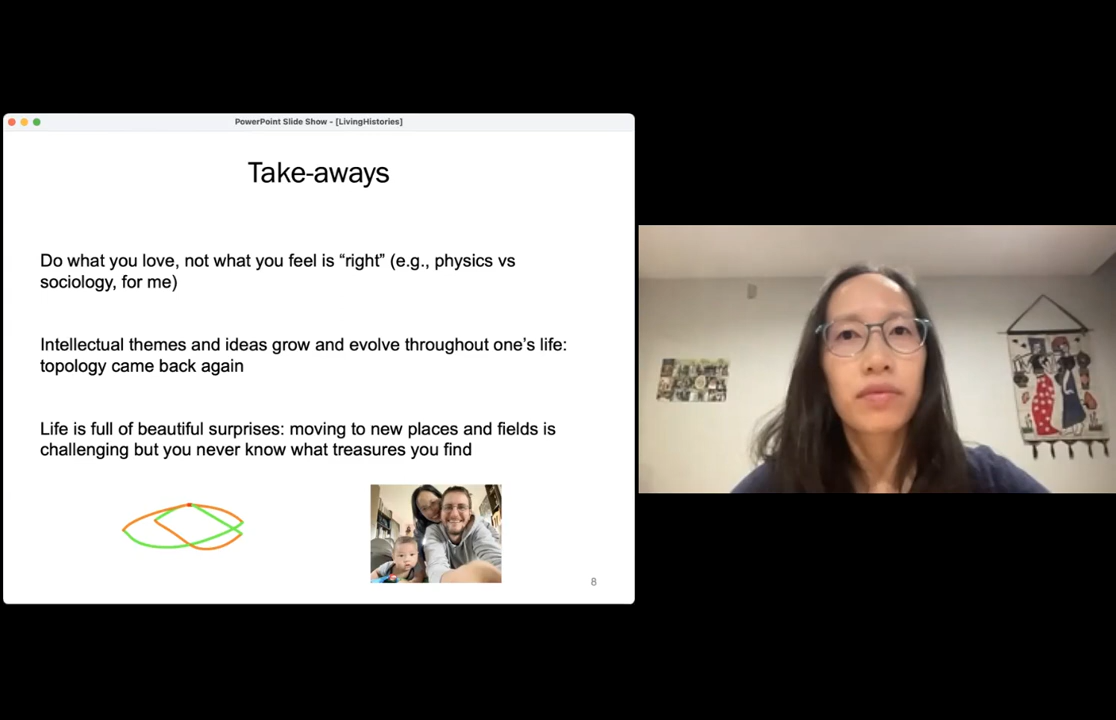 PowerPoint Slide Show - [LivingHistories]
Take-aways
Do what you love, not what you feel is “right” (e.g., physics vs
sociology, for me)
Intellectual themes and ideas grow and evolve throughout one’s life:
topology came back again
Life is full of beautiful surprises: moving to new places and fields is
challenging but you never know what treasures you find
8